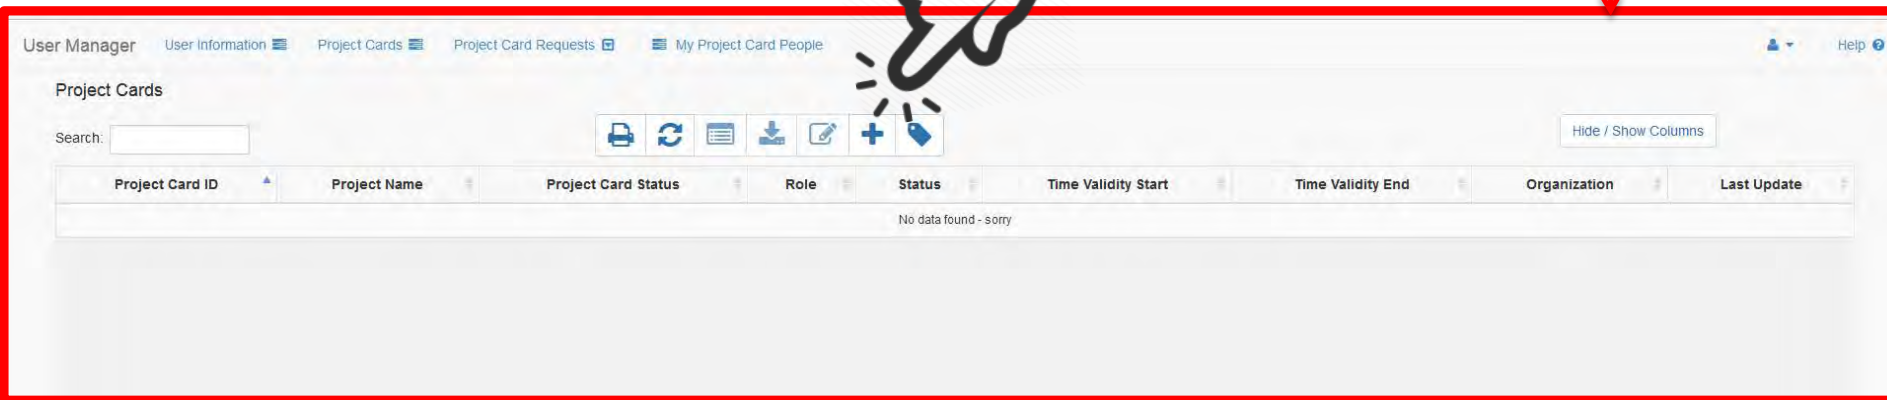 User Manager User Information Project Cards Project Card Requests My Project Card People Help
Project Cards
Search: Hide / Show Columns
Project Card ID Project Name Project Card Status Role Status Time Validity Start Time Validity End Organization Last Update
No data found - sorry